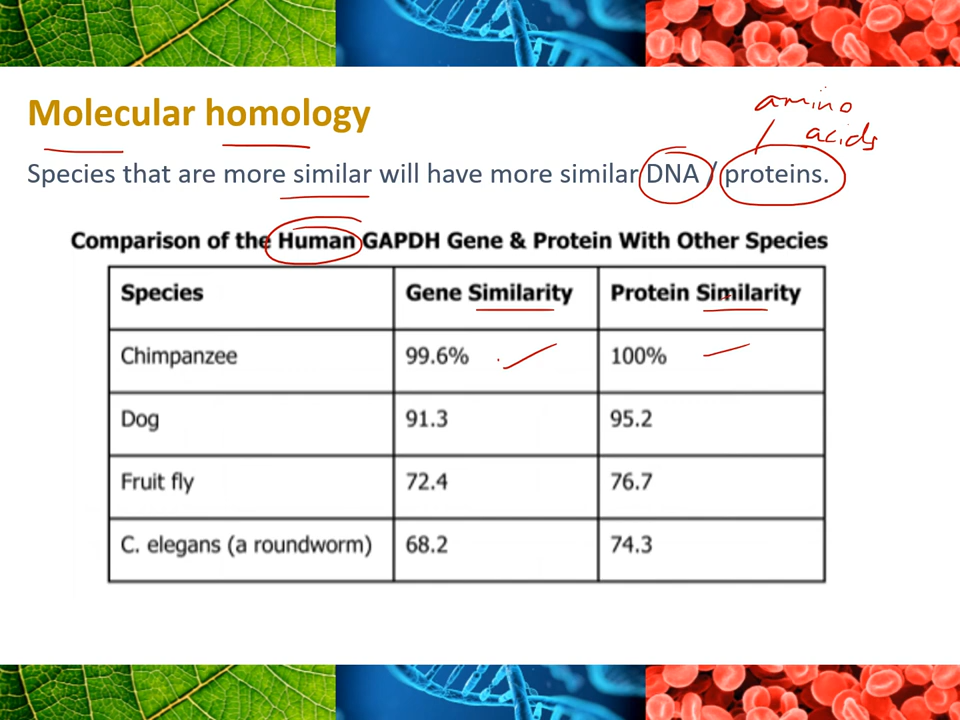 Molecular homology
amino
acids
Species that are more similar will have more similar DNA / proteins.
Comparison of the Human GAPDH Gene & Protein With Other Species
Species Gene Similarity Protein Similarity
Chimpanzee 99.6% 100%
Dog 91.3 95.2
Fruit fly 72.4 76.7
C. elegans (a roundworm) 68.2 74.3